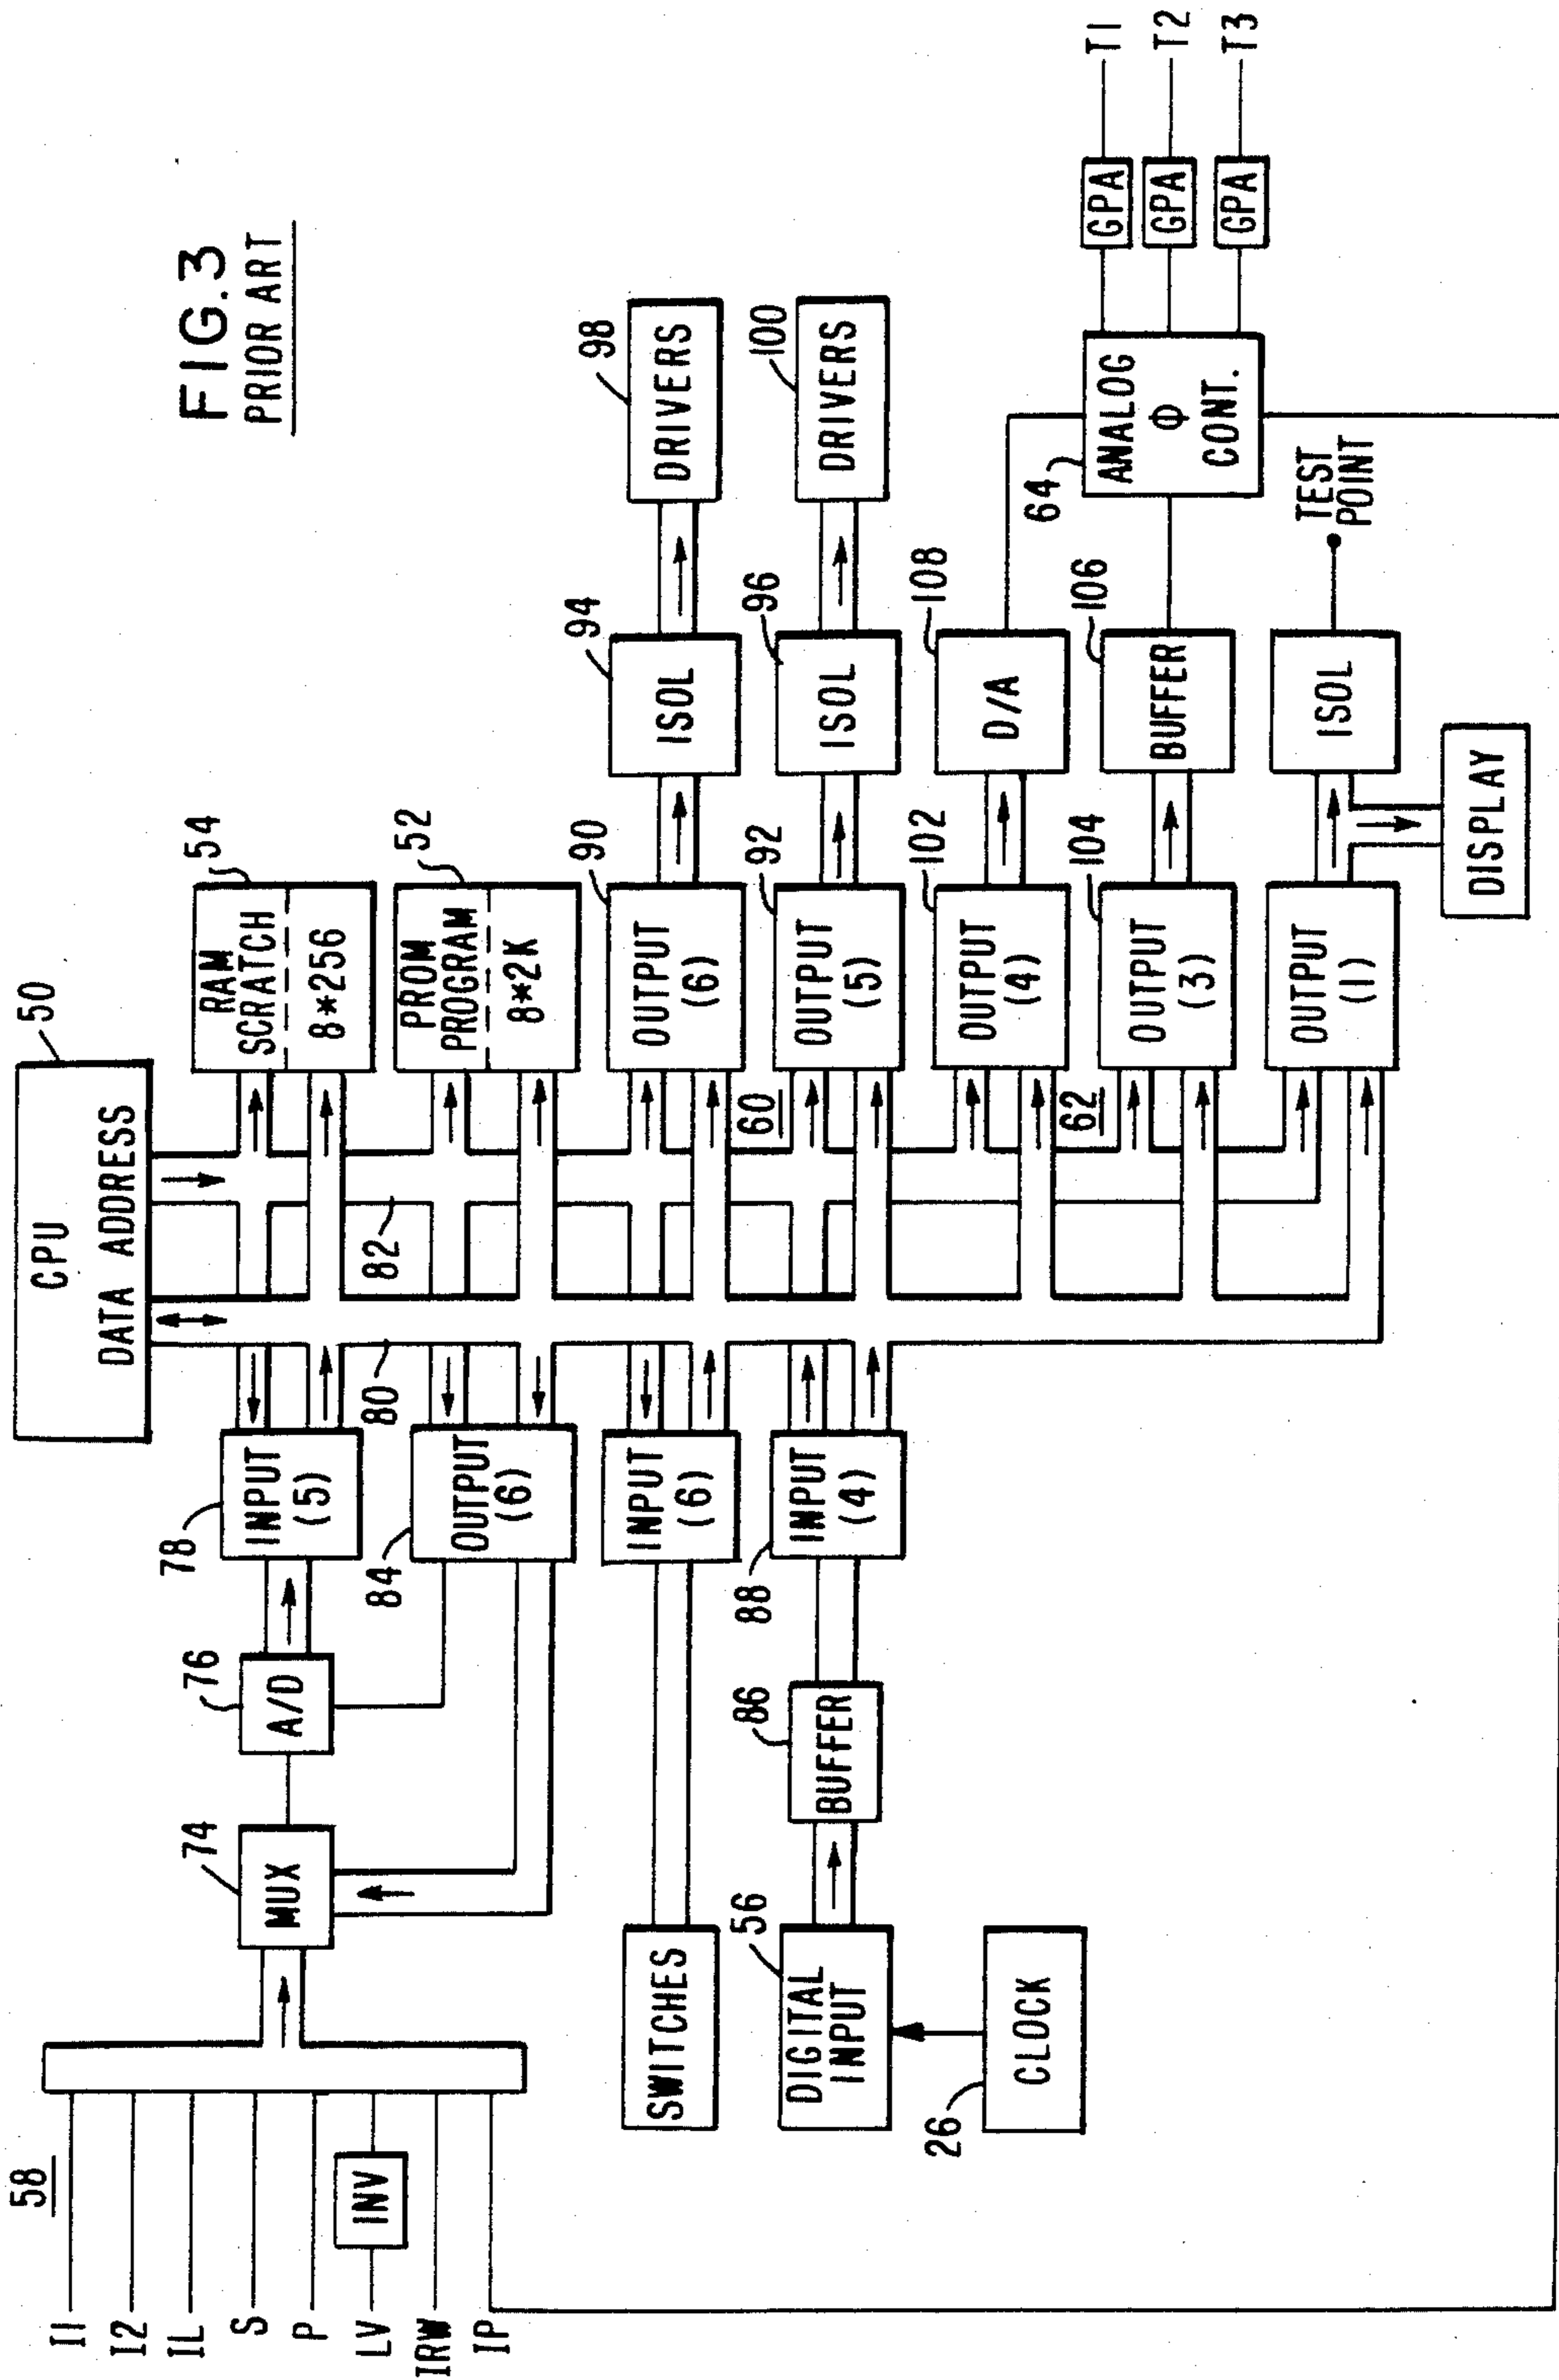 FIG.3
PRIOR ART
50
CPU
DATA ADDRESS
58
I1
I2
IL
S
P
LV
IRW
IP
INV
74
MUX
76
A/D
78
INPUT
(5)
84
OUTPUT
(6)
80
82
54
RAM
SCRATCH
8*256
52
PROM
PROGRAM
8*2K
SWITCHES
INPUT
(6)
90
OUTPUT
(6)
94
ISOL
98
DRIVERS
56
DIGITAL
INPUT
86
BUFFER
88
INPUT
(4)
60
92
OUTPUT
(5)
96
ISOL
100
DRIVERS
26
CLOCK
102
OUTPUT
(4)
108
D/A
62
104
OUTPUT
(3)
106
BUFFER
64
ANALOG
Φ
CONT.
GPA
T1
GPA
T2
GPA
T3
OUTPUT
(1)
ISOL
TEST
POINT
DISPLAY